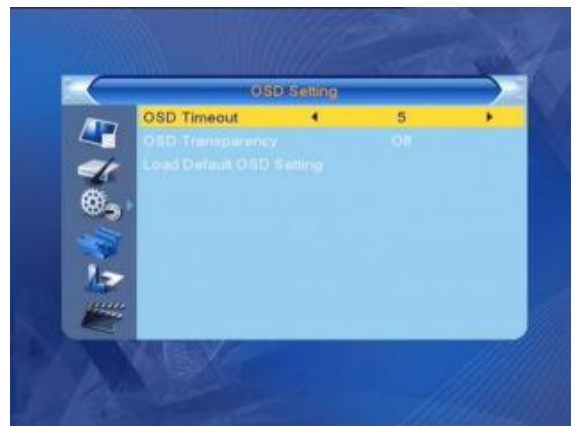 OSD Setting
OSD Timeout 5
OSD Transparency Off
Load Default OSD Setting